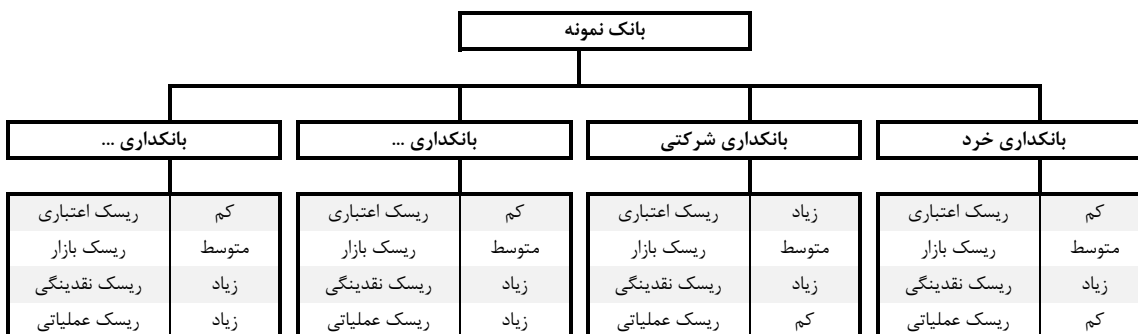 بانک نمونه
بانکداری خرد
بانکداری شرکتی
بانکداری ...
بانکداری ...
کم ریسک اعتباری
متوسط ریسک بازار
زیاد ریسک نقدینگی
کم ریسک عملیاتی
زیاد ریسک اعتباری
متوسط ریسک بازار
زیاد ریسک نقدینگی
کم ریسک عملیاتی
کم ریسک اعتباری
متوسط ریسک بازار
زیاد ریسک نقدینگی
زیاد ریسک عملیاتی
کم ریسک اعتباری
متوسط ریسک بازار
زیاد ریسک نقدینگی
زیاد ریسک عملیاتی